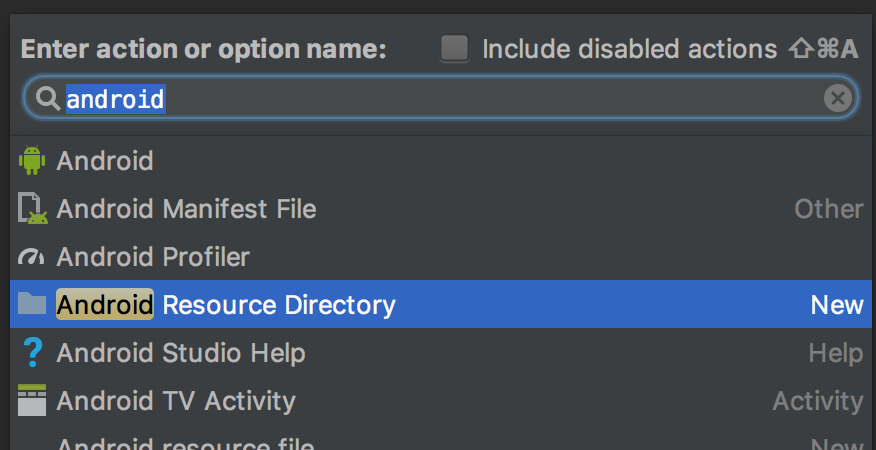 Enter action or option name: Include disabled actions ⇧⌘A
android
Android
Android Manifest File Other
Android Profiler
Android Resource Directory New
Android Studio Help Help
Android TV Activity Activity
Android resource file New